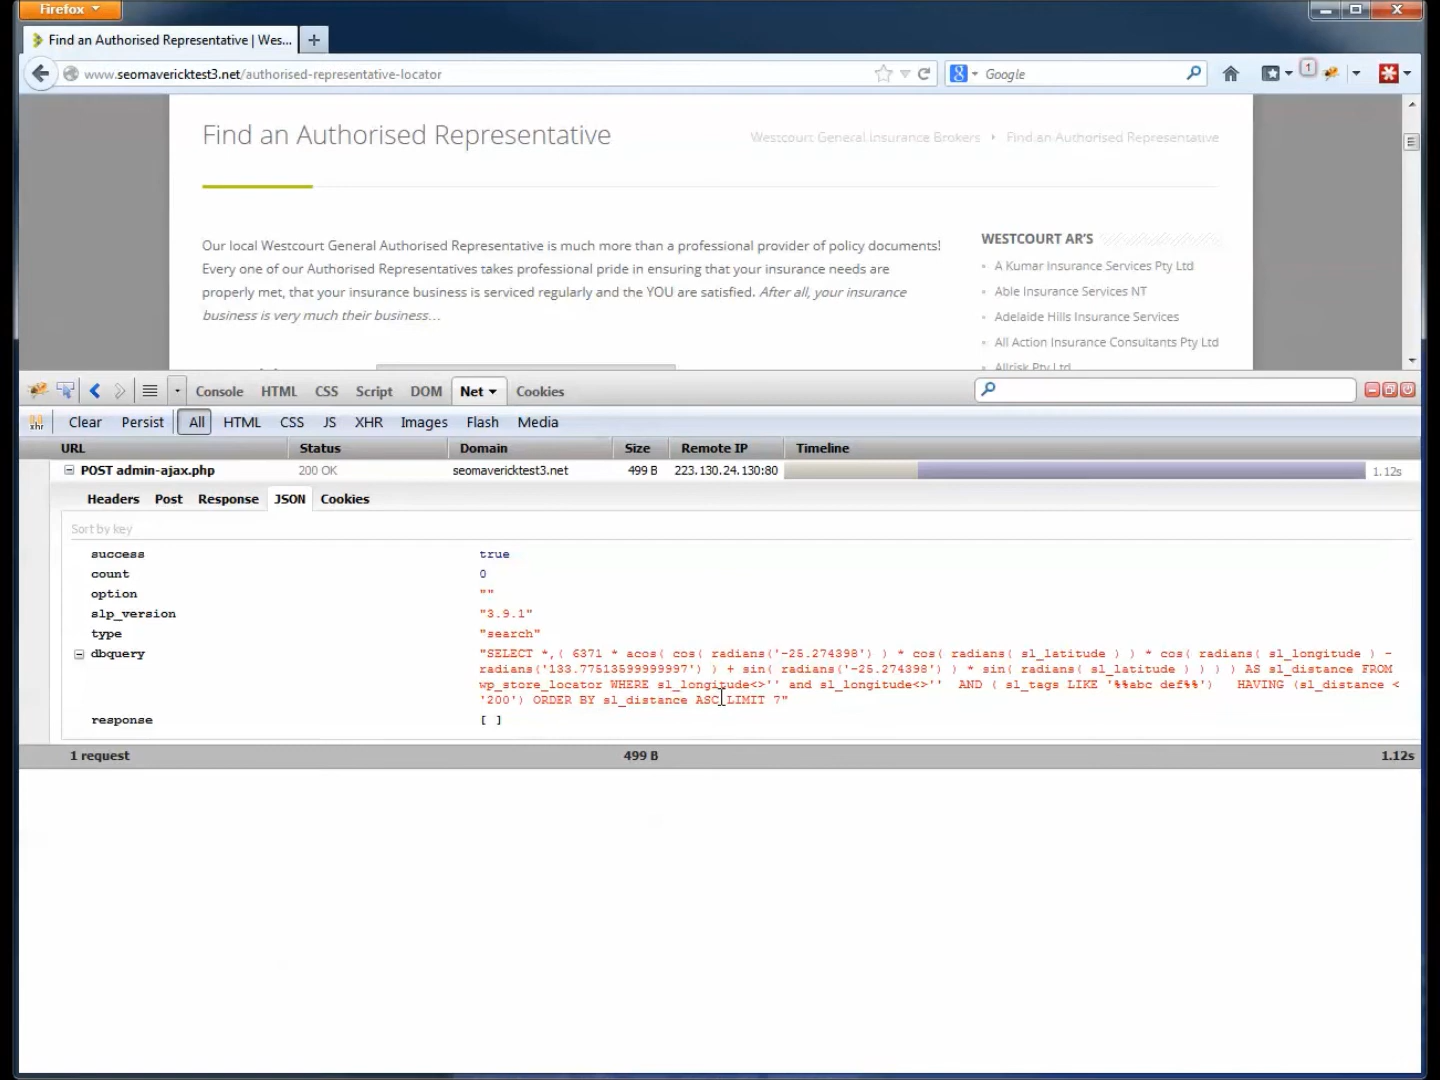 Firefox
Find an Authorised Representative | Wes...
www.seomavericktest3.net/authorised-representative-locator
Google
1
Find an Authorised Representative
Westcourt General Insurance Brokers
Find an Authorised Representative
Our local Westcourt General Authorised Representative is much more than a professional provider of policy documents!
Every one of our Authorised Representatives takes professional pride in ensuring that your insurance needs are
properly met, that your insurance business is serviced regularly and the YOU are satisfied. After all, your insurance
business is very much their business...
WESTCOURT AR'S
A Kumar Insurance Services Pty Ltd
Able Insurance Services NT
Adelaide Hills Insurance Services
All Action Insurance Consultants Pty Ltd
Allrisk Pty Ltd
Console HTML CSS Script DOM Net Cookies
Clear Persist All HTML CSS JS XHR Images Flash Media
URL Status Domain Size Remote IP Timeline
POST admin-ajax.php 200 OK seomavericktest3.net 499 B 223.130.24.130:80 1.12s
Headers Post Response JSON Cookies
Sort by key
success true
count 0
option ""
slp_version "3.9.1"
type "search"
dbquery "SELECT *,( 6371 * acos( cos( radians('-25.274398') ) * cos( radians( sl_latitude ) ) * cos( radians( sl_longitude ) -
radians('133.77513599999997') ) + sin( radians('-25.274398') ) * sin( radians( sl_latitude ) ) ) ) AS sl_distance FROM
wp_store_locator WHERE sl_longitude<>'' and sl_longitude<>''  AND ( sl_tags LIKE '%%abc def%%')   HAVING (sl_distance <
'200') ORDER BY sl_distance ASC LIMIT 7"
response [ ]
1 request 499 B 1.12s